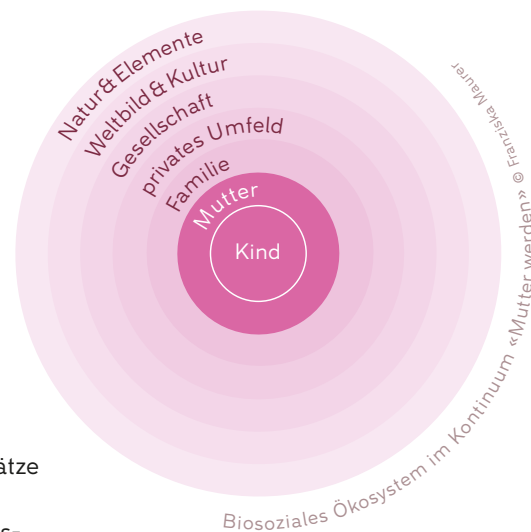 Natur & Elemente
Weltbild & Kultur
Gesellschaft
privates Umfeld
Familie
Mutter
Kind
Biosoziales Ökosystem im Kontinuum «Mutter werden» © Franziska Maurer
ätze
s-